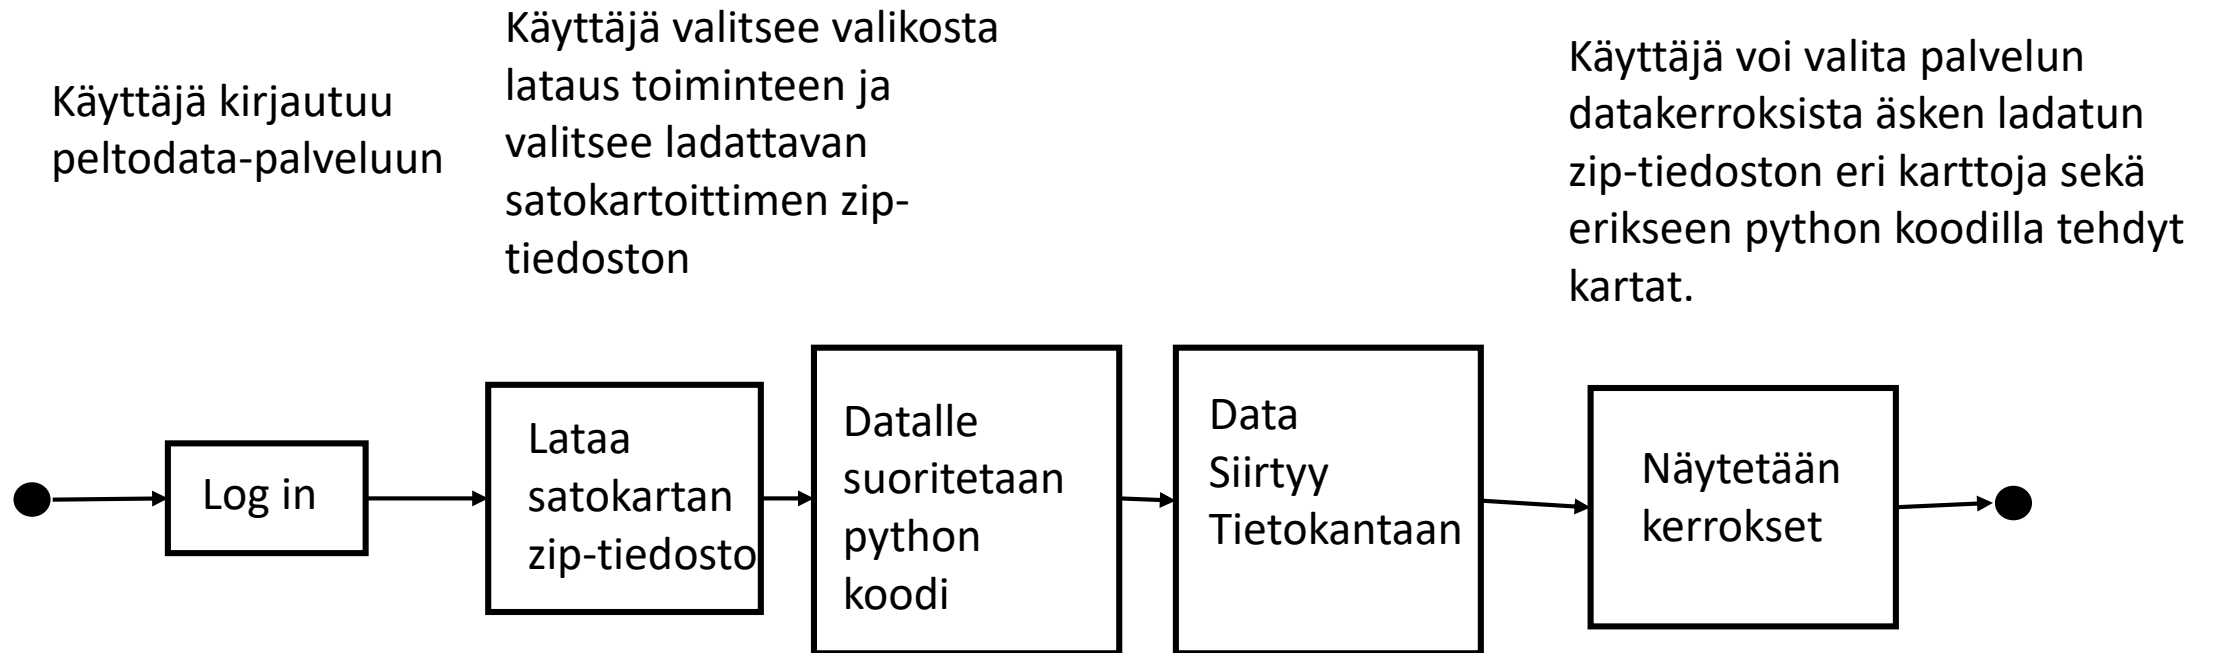 Käyttäjä kirjautuu
peltodata-palveluun
Käyttäjä valitsee valikosta
lataus toiminteen ja
valitsee ladattavan
satokartoittimen zip-
tiedoston
Käyttäjä voi valita palvelun
datakerroksista äsken ladatun
zip-tiedoston eri karttoja sekä
erikseen python koodilla tehdyt
kartat.
Log in
Lataa
satokartan
zip-tiedosto
Datalle
suoritetaan
python
koodi
Data
Siirtyy
Tietokantaan
Näytetään
kerrokset